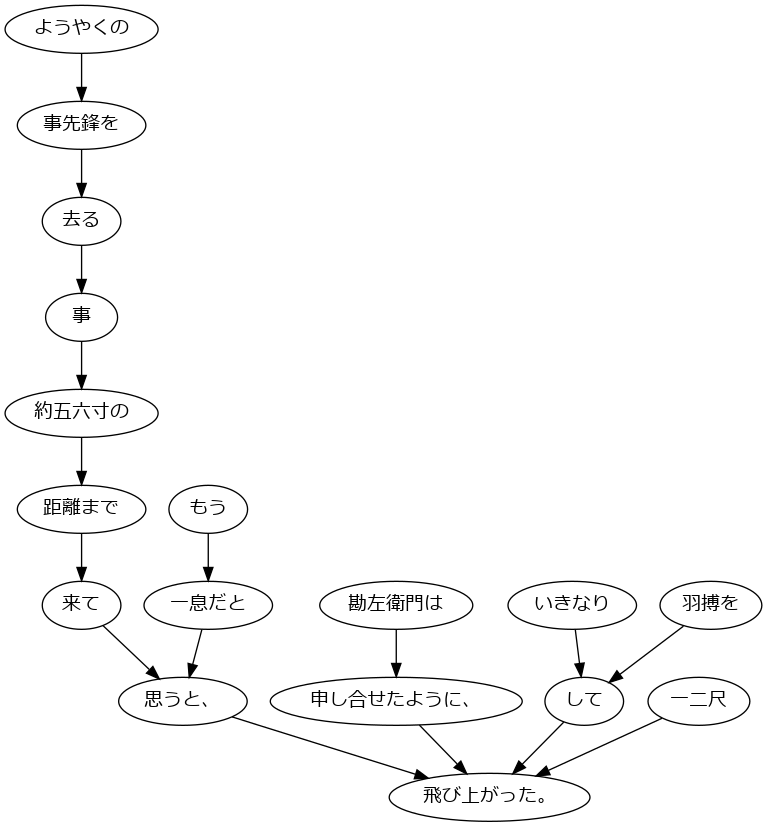 ようやくの
事先鋒を
去る
事
約五六寸の
距離まで
もう
来て
一息だと
勘左衛門は
いきなり
羽搏を
思うと、
申し合せたように、
して
一二尺
飛び上がった。